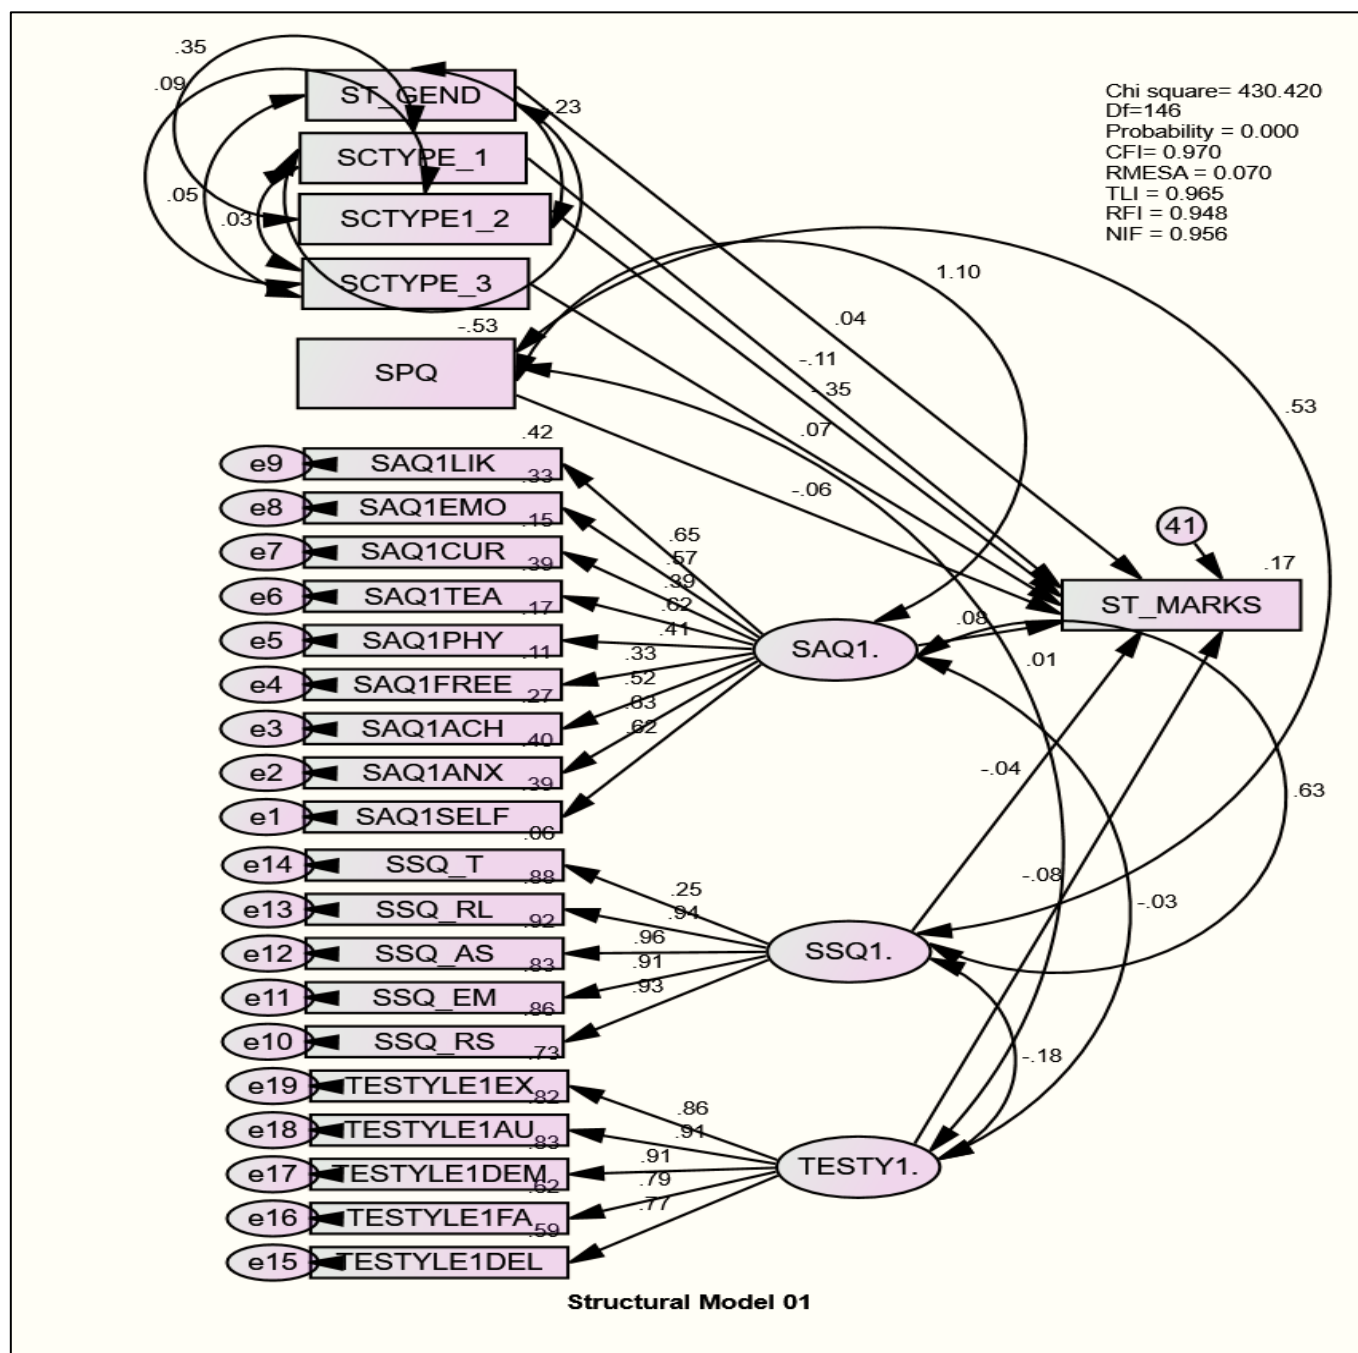 .35
.09
ST_GEND
.23
SCTYPE_1
.05
.03
SCTYPE1_2
SCTYPE_3
-.53
SPQ
Chi square= 430.420
Df=146
Probability = 0.000
CFI= 0.970
RMESA = 0.070
TLI = 0.965
RFI = 0.948
NIF = 0.956
1.10
.04
-.11
-.35
.07
-.06
.53
.42
e9 SAQ1LIK
.33
e8 SAQ1EMO
.15
e7 SAQ1CUR
.39
e6 SAQ1TEA
.17
e5 SAQ1PHY
.11
e4 SAQ1FREE
.27
e3 SAQ1ACH
.40
e2 SAQ1ANX
.39
e1 SAQ1SELF
.06
.65
.57
.39
.62
.41
.33
.52
.63
.62
SAQ1.
41
.17
ST_MARKS
.08
.01
-.04
.63
-.08
-.03
e14 SSQ_T
.88
e13 SSQ_RL
.92
e12 SSQ_AS
.83
e11 SSQ_EM
.86
e10 SSQ_RS
.73
.25
.94
.96
.91
.93
SSQ1.
-.18
e19 TESTYLE1EX
.82
e18 TESTYLE1AU
.83
e17 TESTYLE1DEM
.62
e16 TESTYLE1FA
.59
e15 TESTYLE1DEL
.86
.91
.91
.79
.77
TESTY1.
Structural Model 01